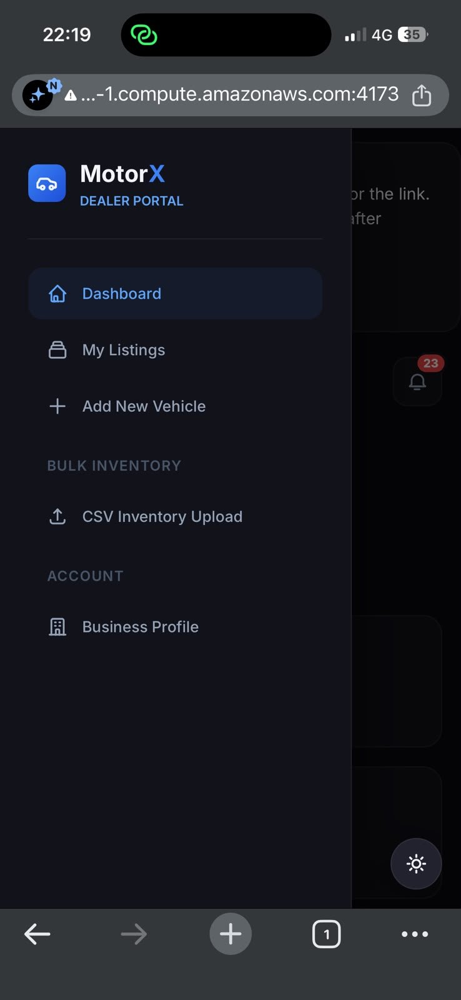 22:19
4G
35
N
...-1.compute.amazonaws.com:4173
MotorX
DEALER PORTAL
or the link.
after
Dashboard
My Listings
23
Add New Vehicle
BULK INVENTORY
CSV Inventory Upload
ACCOUNT
Business Profile
1